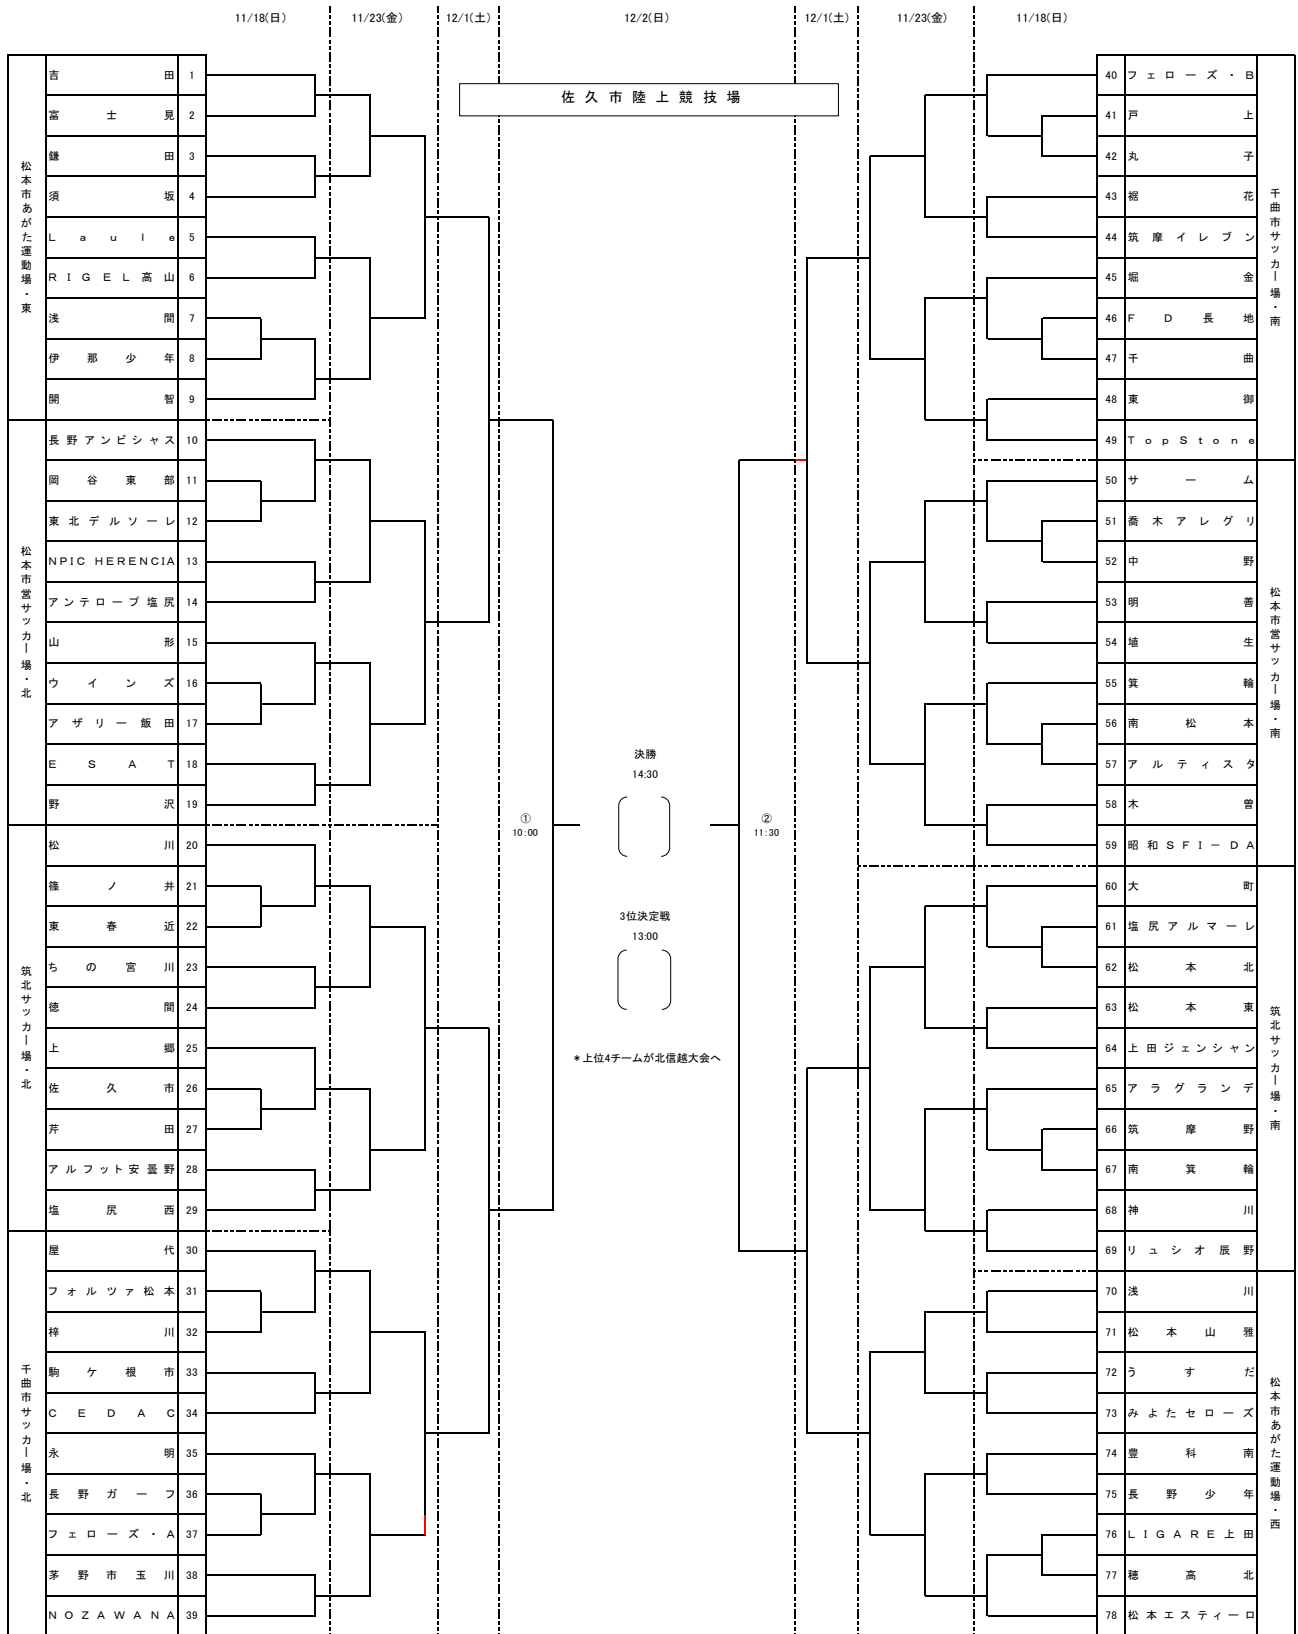 11/18(日) 11/23(金) 12/1(土) 12/2(日) 12/1(土) 11/23(金) 11/18(日)
佐久市陸上競技場
松本市あがた運動場・東
吉田 1
富士見 2
鎌田 3
須坂 4
Laule 5
RIGEL高山 6
浅間 7
伊那少年 8
開智 9
松本市営サッカー場・北
長野アンビシャス 10
岡谷東部 11
東北デルソーレ 12
NPIC HERENCIA 13
アンテロープ塩尻 14
山形 15
ウインズ 16
アザリー飯田 17
ESAT 18
野沢 19
筑北サッカー場・北
松川 20
篠ノ井 21
東春近 22
ちの宮川 23
徳間 24
上郷 25
佐久市 26
芹田 27
アルフット安曇野 28
塩尻西 29
千曲市サッカー場・北
屋代 30
フォルツァ松本 31
梓川 32
駒ケ根市 33
CEDAC 34
永明 35
長野ガーフ 36
フェローズ・A 37
茅野市玉川 38
NOZAWANA 39
①
10:00
決勝
14:30
3位決定戦
13:00
*上位4チームが北信越大会へ
②
11:30
千曲市サッカー場・南
40 フェローズ・B
41 戸上
42 丸子
43 裾花
44 筑摩イレブン
45 堀金
46 FD長地
47 千曲
48 東御
49 TopStone
松本市営サッカー場・南
50 サーム
51 喬木アレグリ
52 中野
53 明善
54 埴生
55 箕輪
56 南松本
57 アルティスタ
58 木曽
59 昭和SFI-DA
筑北サッカー場・南
60 大町
61 塩尻アルマーレ
62 松本北
63 松本東
64 上田ジェンシャン
65 アラグランデ
66 筑摩野
67 南箕輪
68 神川
69 リュシオ辰野
松本市あがた運動場・西
70 浅川
71 松本山雅
72 うすだ
73 みよたセローズ
74 豊科南
75 長野少年
76 LIGARE上田
77 穂高北
78 松本エスティーロ